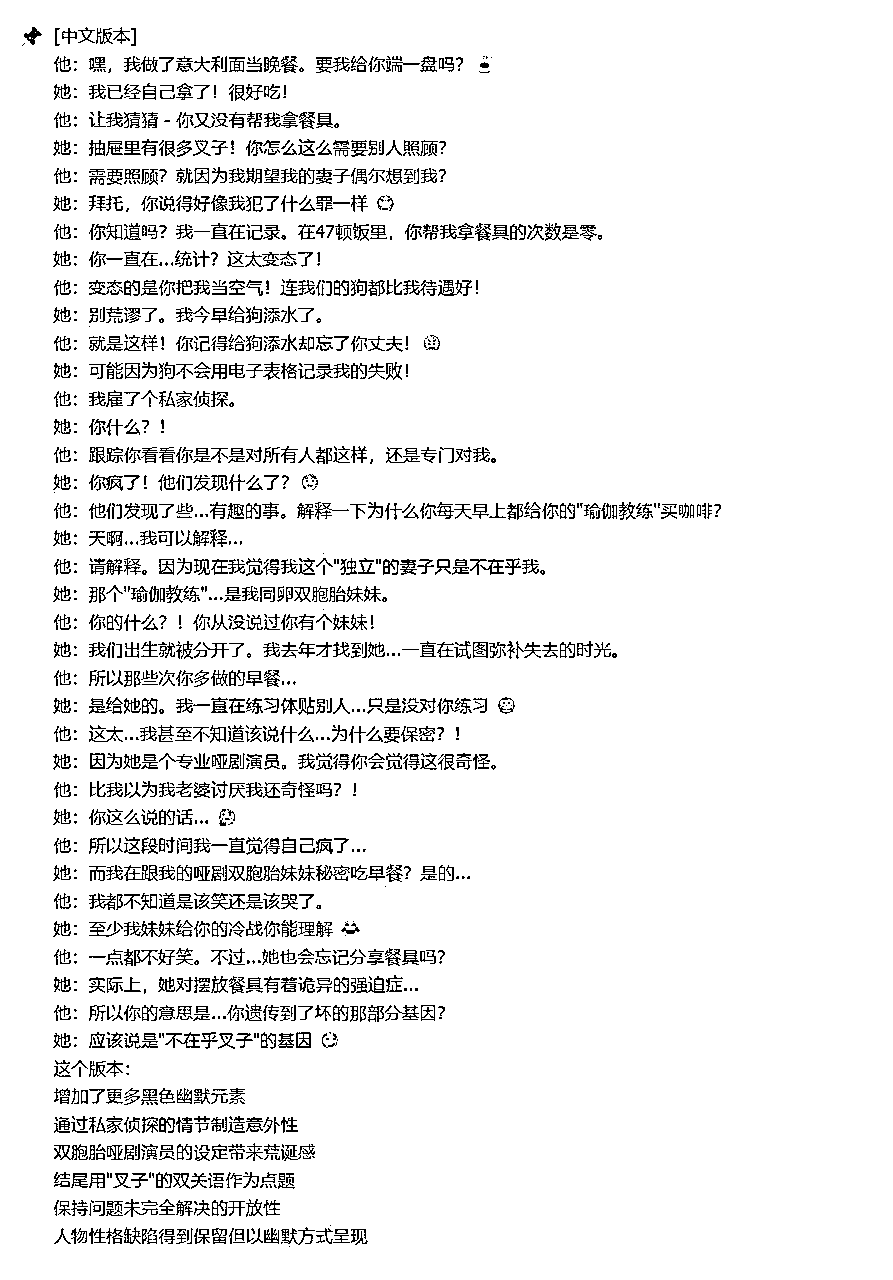 📌 [中文版本]
他：嘿，我做了意大利面当晚餐。要我给你端一盘吗？
她：我已经自己拿了！很好吃！
他：让我猜猜 - 你又没有帮我拿餐具。
她：抽屉里有很多叉子！你怎么这么需要别人照顾？
他：需要照顾？就因为我期望我的妻子偶尔想到我？
她：拜托，你说得好像我犯了什么罪一样
他：你知道吗？我一直在记录。在47顿饭里，你帮我拿餐具的次数是零。
她：你一直在...统计？这太变态了！
他：变态的是你把我当空气！连我们的狗都比我待遇好！
她：别荒谬了。我今早给狗添水了。
他：就是这样！你记得给狗添水却忘了你丈夫！
她：可能因为狗不会用电子表格记录我的失败！
他：我雇了个私家侦探。
她：你什么？！
他：跟踪你看看你是不是对所有人都这样，还是专门对我。
她：你疯了！他们发现什么了？
他：他们发现了些...有趣的事。解释一下为什么你每天早上都给你的"瑜伽教练"买咖啡？
她：天啊...我可以解释...
他：请解释。因为现在我觉得我这个"独立"的妻子只是不在乎我。
她：那个"瑜伽教练"...是我同卵双胞胎妹妹。
他：你的什么？！你从没说过你有个妹妹！
她：我们出生就被分开了。我去年才找到她...一直在试图弥补失去的时光。
他：所以那些次你多做的早餐...
她：是给她的。我一直在练习体贴别人...只是没对你练习
他：这太...我甚至不知道该说什么...为什么要保密？！
她：因为她是个专业哑剧演员。我觉得你会觉得这很奇怪。
他：比我以为我老婆讨厌我还奇怪吗？！
她：你这么说的话...
他：所以这段时间我一直觉得自己疯了...
她：而我在跟我的哑剧双胞胎妹妹秘密吃早餐？是的...
他：我都不知道是该笑还是该哭了。
她：至少我妹妹给你的冷战你能理解
他：一点都不好笑。不过...她也会忘记分享餐具吗？
她：实际上，她对摆放餐具有着诡异的强迫症...
他：所以你的意思是...你遗传到了坏的那部分基因？
她：应该说是"不在乎叉子"的基因
这个版本：
增加了更多黑色幽默元素
通过私家侦探的情节制造意外性
双胞胎哑剧演员的设定带来荒诞感
结尾用"叉子"的双关语作为点题
保持问题未完全解决的开放性
人物性格缺陷得到保留但以幽默方式呈现